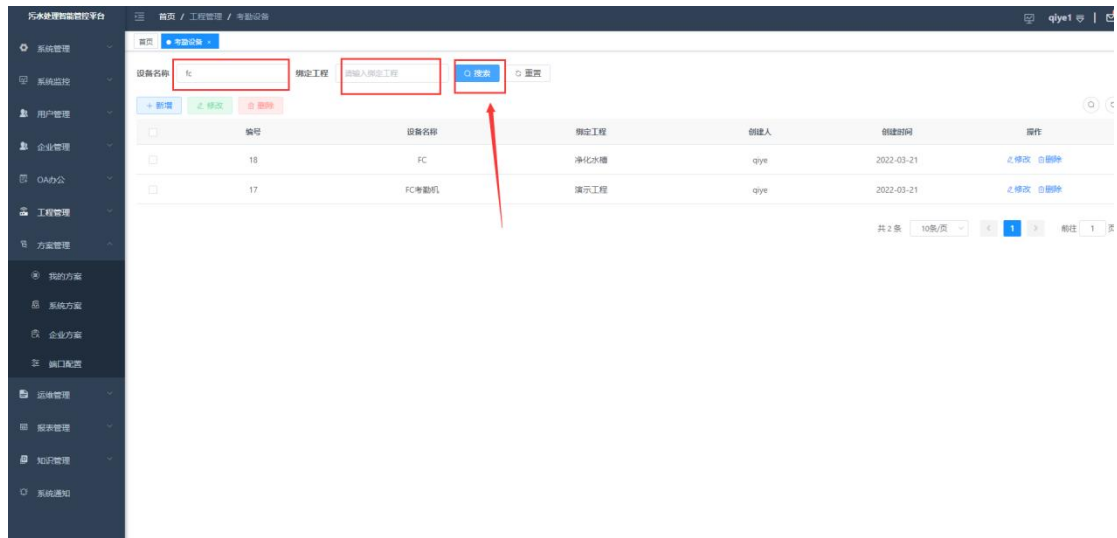 污水处理智能管控平台 首页 / 工程管理 / 考勤设备 qiye1
首页 考勤设备 ×
系统管理
系统监控
用户管理
企业管理
OA办公
工程管理
方案管理
我的方案
系统方案
企业方案
端口配置
运维管理
报表管理
知识管理
系统通知
设备名称 fc 绑定工程 请输入绑定工程 搜索 重置
+ 新增 修改 删除
编号 设备名称 绑定工程 创建人 创建时间 操作
18 FC 净化水槽 qiye 2022-03-21 修改 删除
17 FC考勤机 演示工程 qiye 2022-03-21 修改 删除
共 2 条 10条/页 < 1 > 前往 1 页